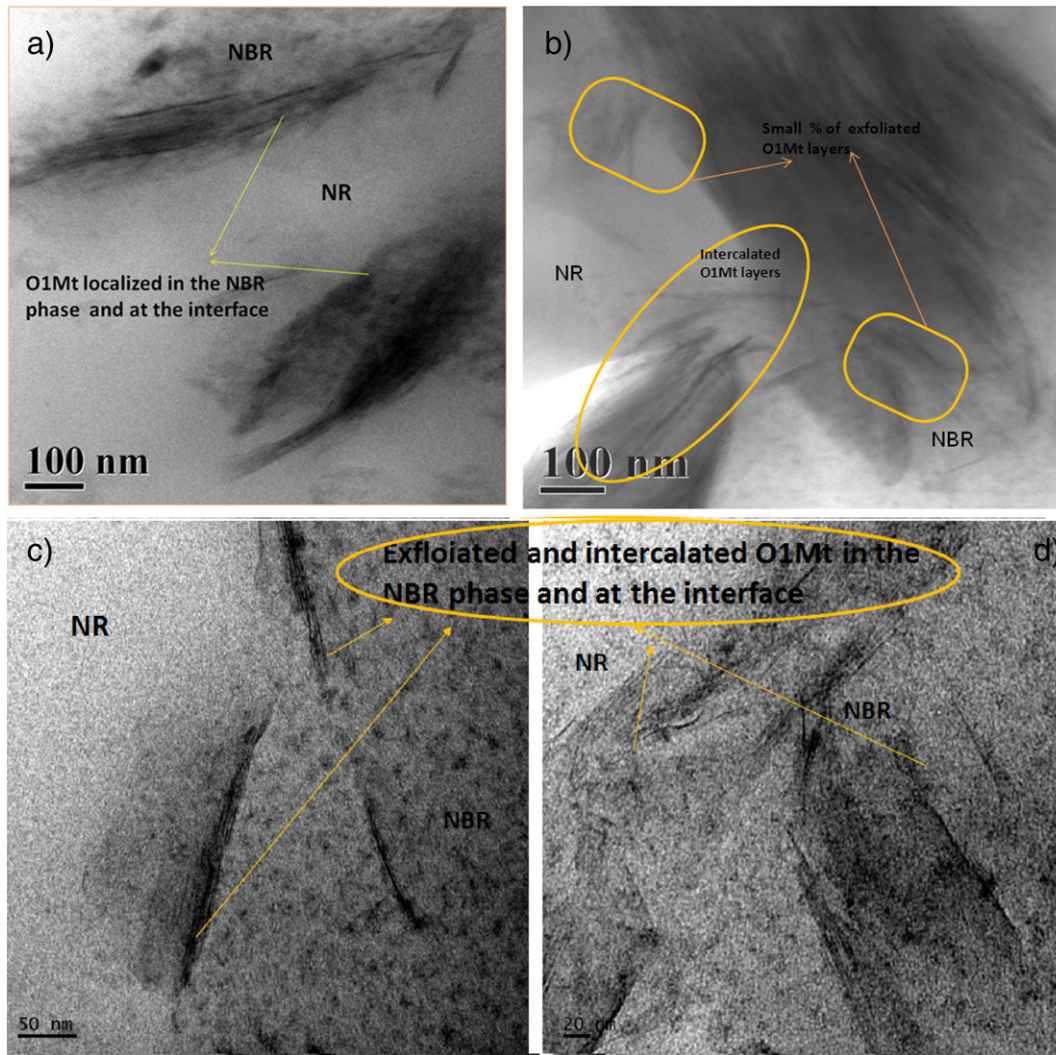 a)
NBR
NR
O1Mt localized in the NBR
phase and at the interface
100 nm
b)
Small % of exfoliated
O1Mt layers
Intercalated
O1Mt layers
NR
NBR
100 nm
c)
Exfloiated and intercalated O1Mt in the
NBR phase and at the interface
NR
NBR
50 nm
d)
NR
NBR
20 nm